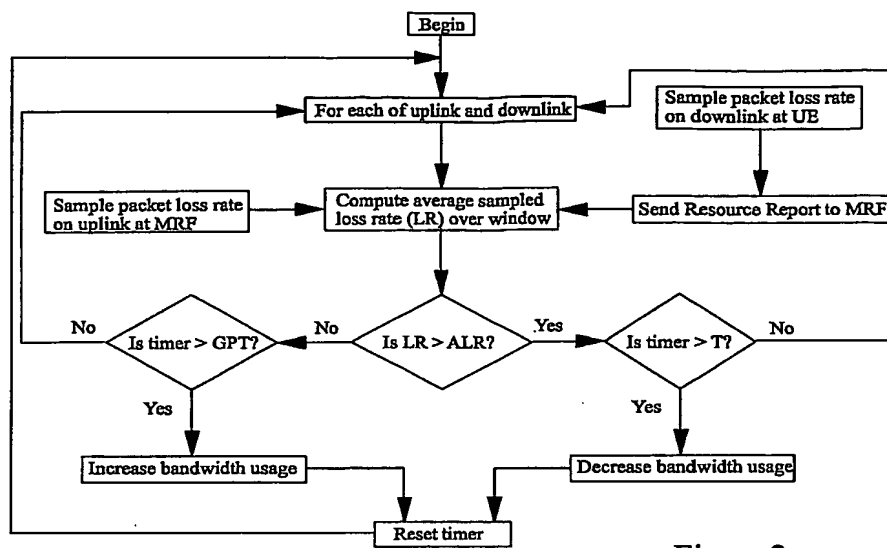 Begin
For each of uplink and downlink
Sample packet loss rate
on downlink at UE
Sample packet loss rate
on uplink at MRF
Compute average sampled
loss rate (LR) over window
Send Resource Report to MRF
No
Is timer > GPT?
No
Is LR > ALR?
Yes
Is timer > T?
No
Yes
Yes
Increase bandwidth usage
Decrease bandwidth usage
Reset timer